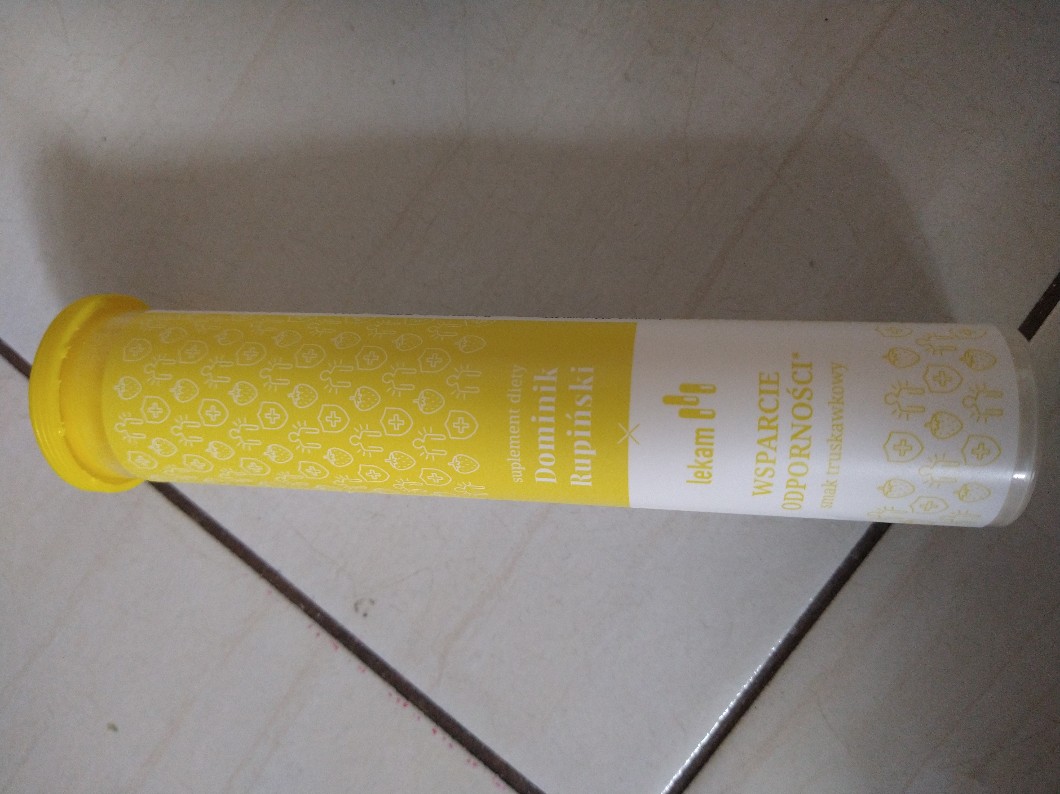 suplement diety
Dominik
Rupiński
×
lekam
WSPARCIE
ODPORNOŚCI*
smak truskawkowy